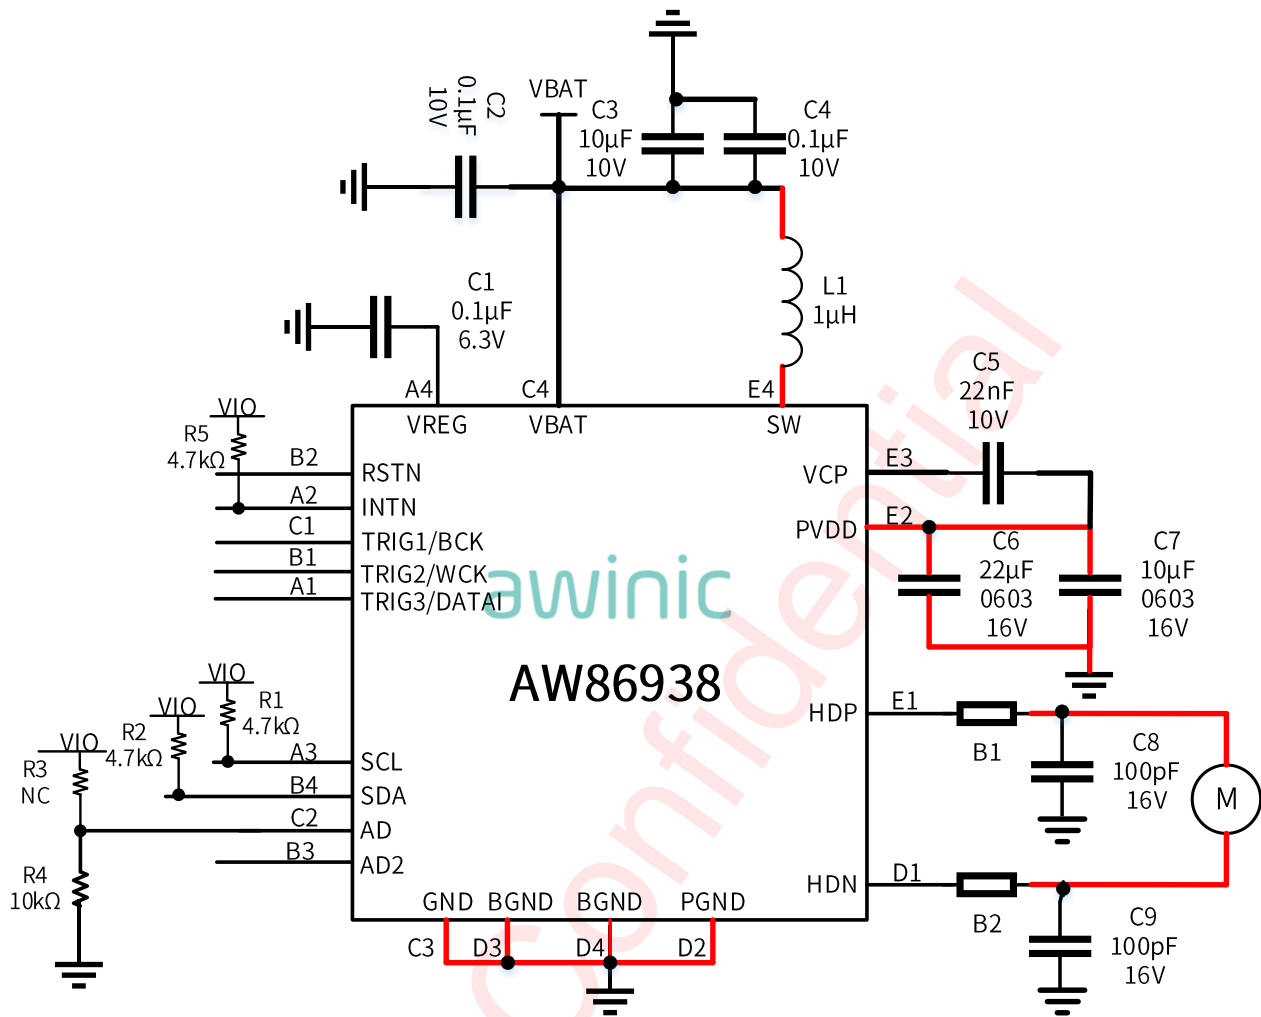 VBAT
C2
0.1μF
10V
C3
10μF
10V
C4
0.1μF
10V
L1
1μH
C1
0.1μF
6.3V
A4
C4
E4
VREG
VBAT
SW
C5
22nF
10V
VIO
R5
4.7kΩ
B2
RSTN
A2
INTN
C1
TRIG1/BCK
B1
TRIG2/WCK
A1
TRIG3/DATAI
VCP
E3
PVDD
E2
C6
22μF
0603
16V
C7
10μF
0603
16V
awinic
AW86938
Confidential
VIO
R1
4.7kΩ
VIO
R2
4.7kΩ
VIO
R3
NC
A3
SCL
B4
SDA
C2
AD
B3
AD2
R4
10kΩ
HDP
E1
B1
C8
100pF
16V
M
HDN
D1
B2
C9
100pF
16V
GND
BGND
BGND
PGND
C3
D3
D4
D2